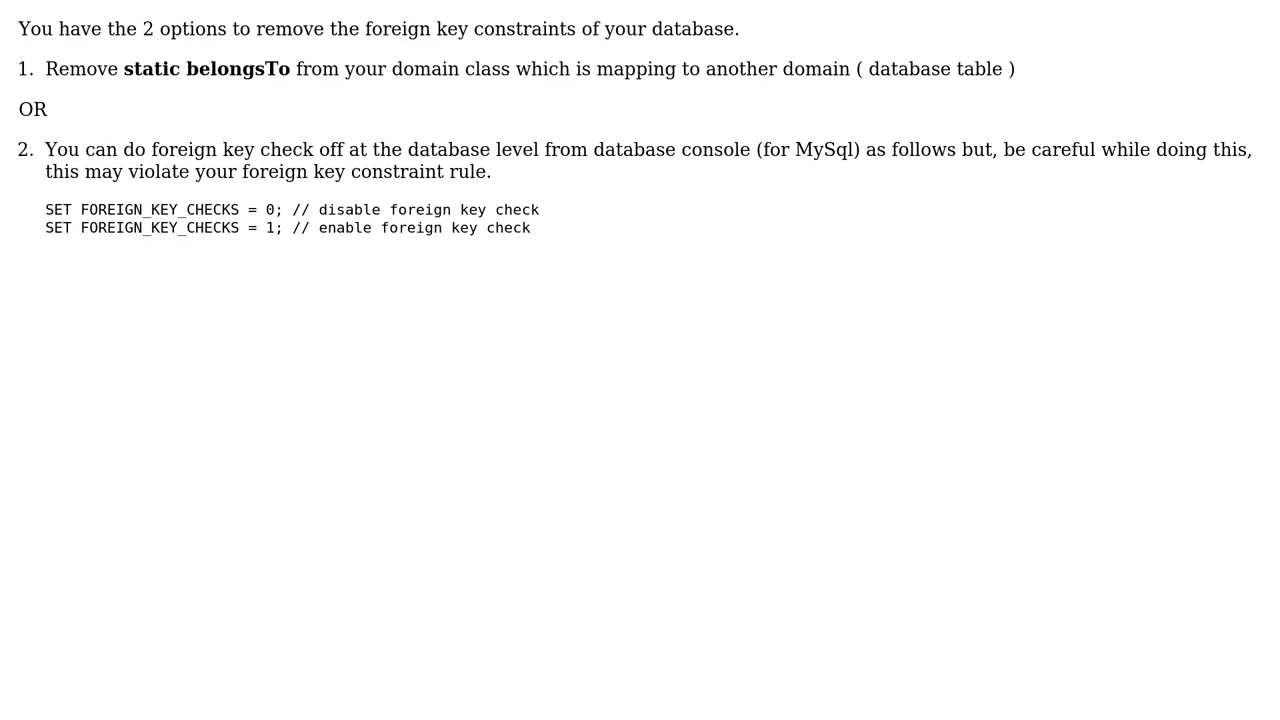 You have the 2 options to remove the foreign key constraints of your database.
1. Remove static belongsTo from your domain class which is mapping to another domain ( database table )
OR
2. You can do foreign key check off at the database level from database console (for MySql) as follows but, be careful while doing this,
this may violate your foreign key constraint rule.
SET FOREIGN_KEY_CHECKS = 0; // disable foreign key check
SET FOREIGN_KEY_CHECKS = 1; // enable foreign key check